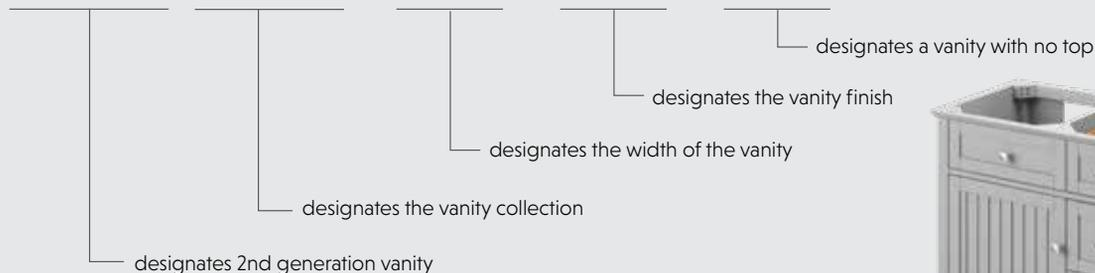 designates a vanity with no top
designates the vanity finish
designates the width of the vanity
designates the vanity collection
designates 2nd generation vanity